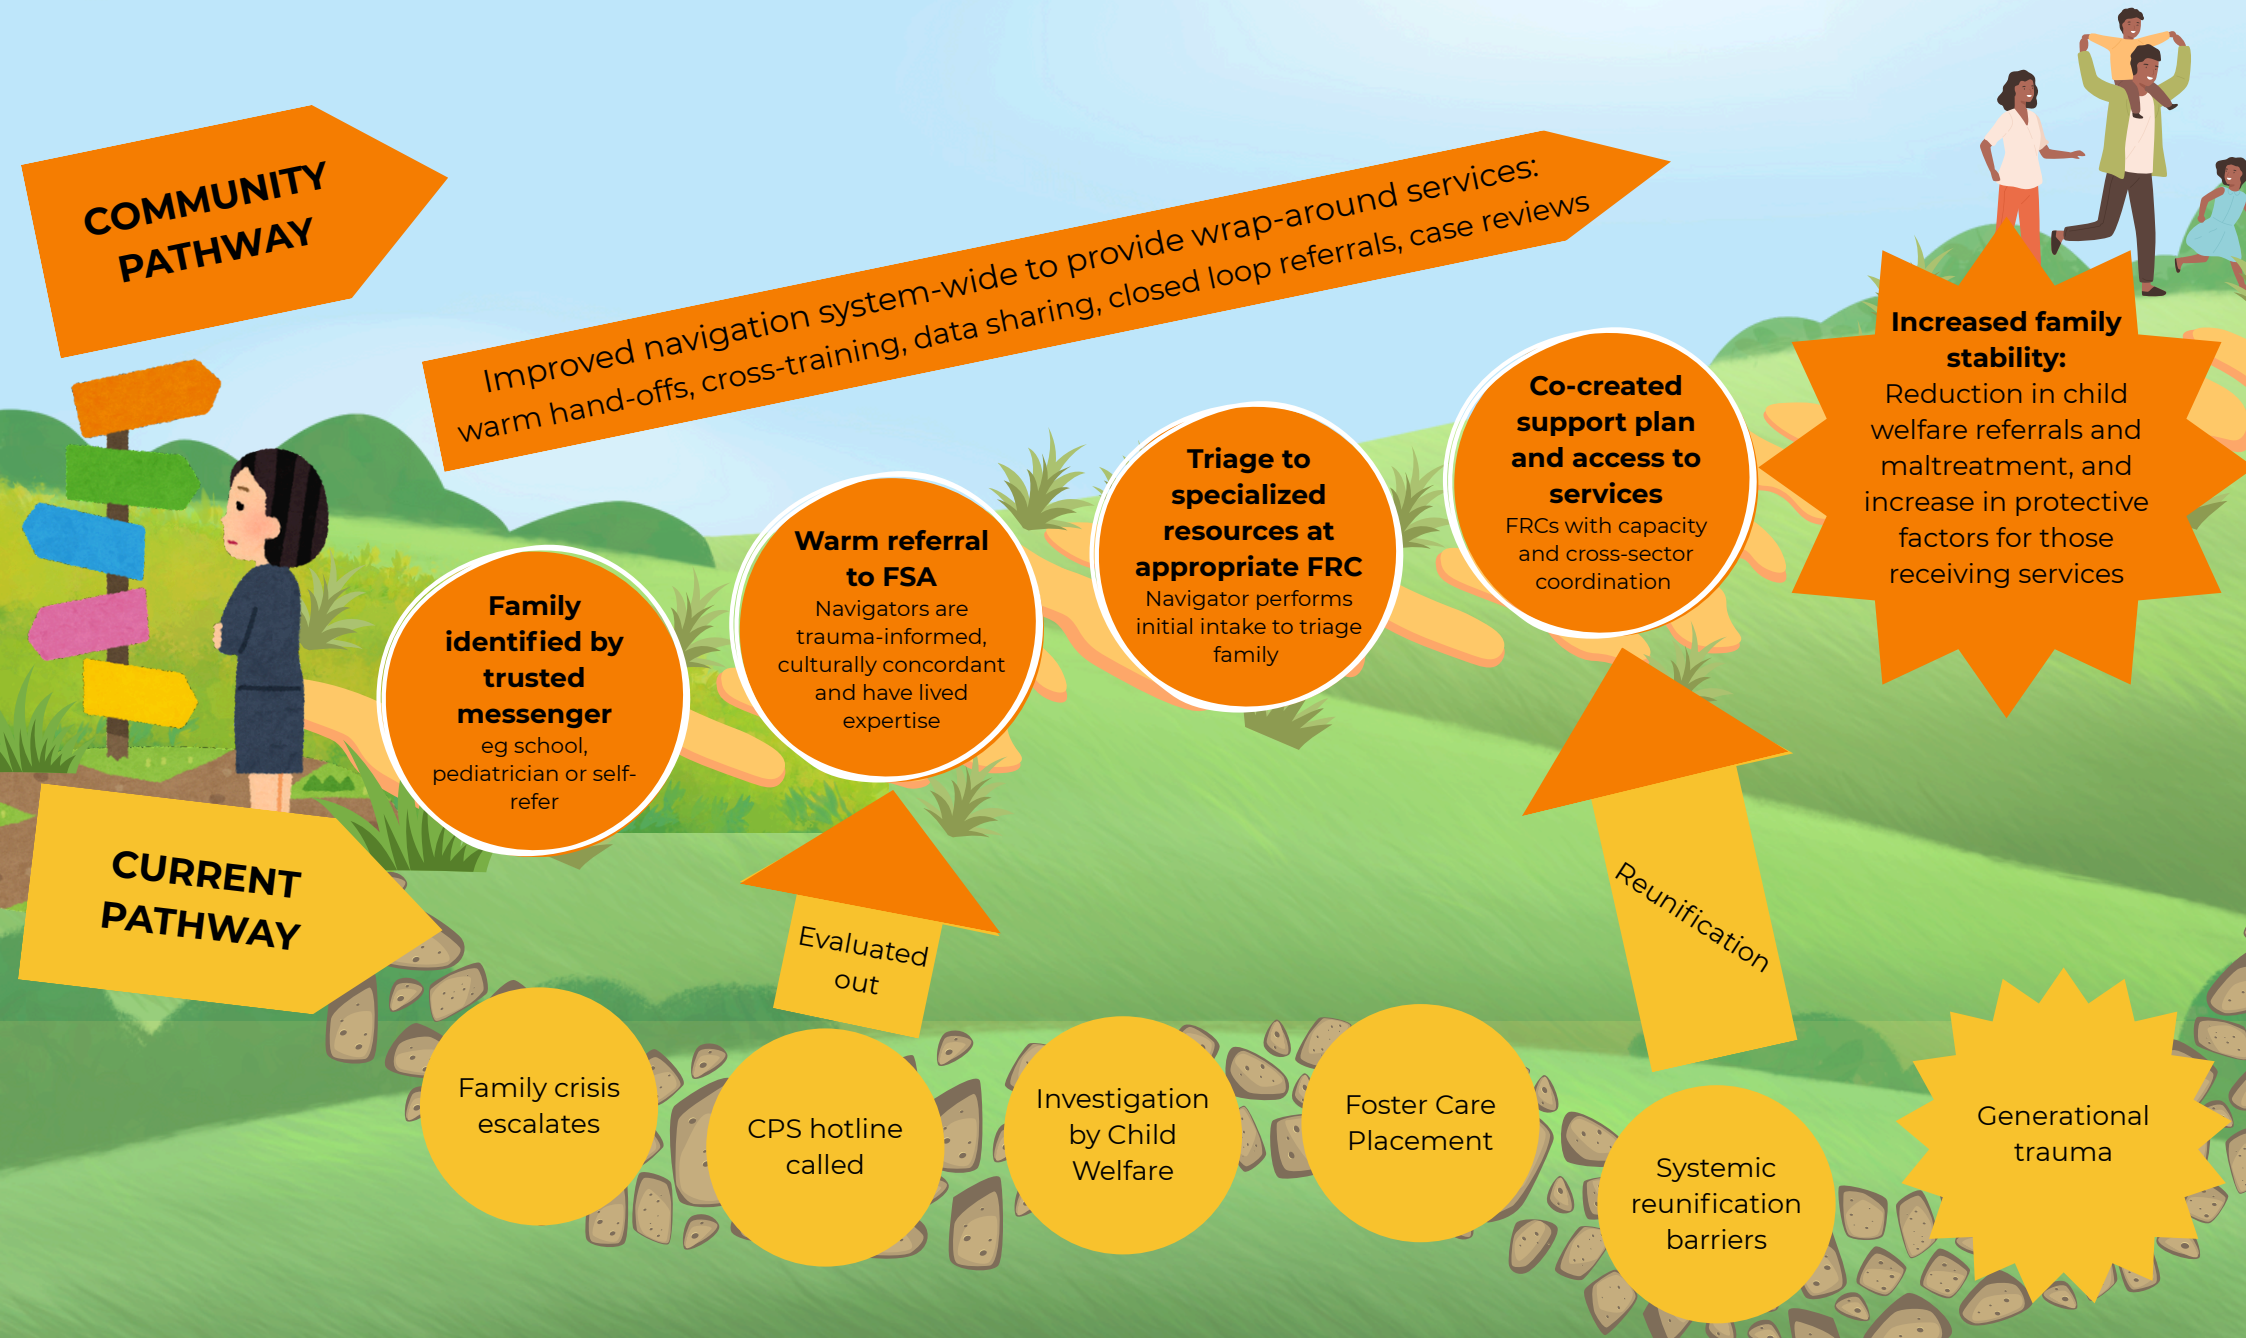 COMMUNITY
PATHWAY
Improved navigation system-wide to provide wrap-around services:
warm hand-offs, cross-training, data sharing, closed loop referrals, case reviews
Family
identified by
trusted
messenger
eg school,
pediatrician or self-
refer
Warm referral
to FSA
Navigators are
trauma-informed,
culturally concordant
and have lived
expertise
Triage to
specialized
resources at
appropriate FRC
Navigator performs
initial intake to triage
family
Co-created
support plan
and access to
services
FRCs with capacity
and cross-sector
coordination
Increased family
stability:
Reduction in child
welfare referrals and
maltreatment, and
increase in protective
factors for those
receiving services
CURRENT
PATHWAY
Evaluated
out
Reunification
Family crisis
escalates
CPS hotline
called
Investigation
by Child
Welfare
Foster Care
Placement
Systemic
reunification
barriers
Generational
trauma